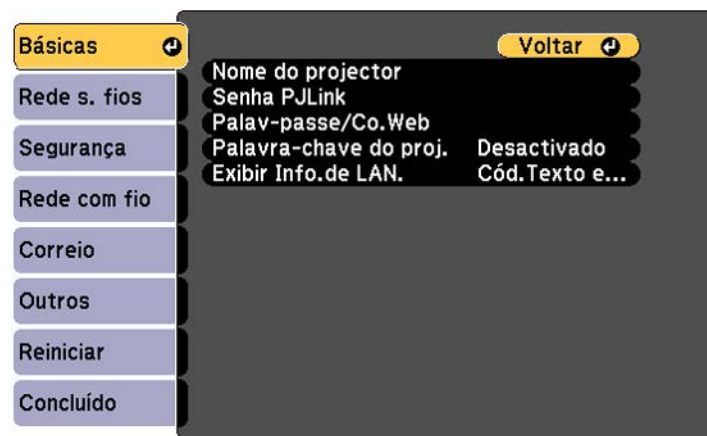 Básicas
Rede s. fios
Segurança
Rede com fio
Correio
Outros
Reiniciar
Concluído
Voltar
Nome do projector
Senha PJLink
Palav-passe/Co.Web
Palavra-chave do proj. Desactivado
Exibir Info.de LAN. Cód.Texto e...